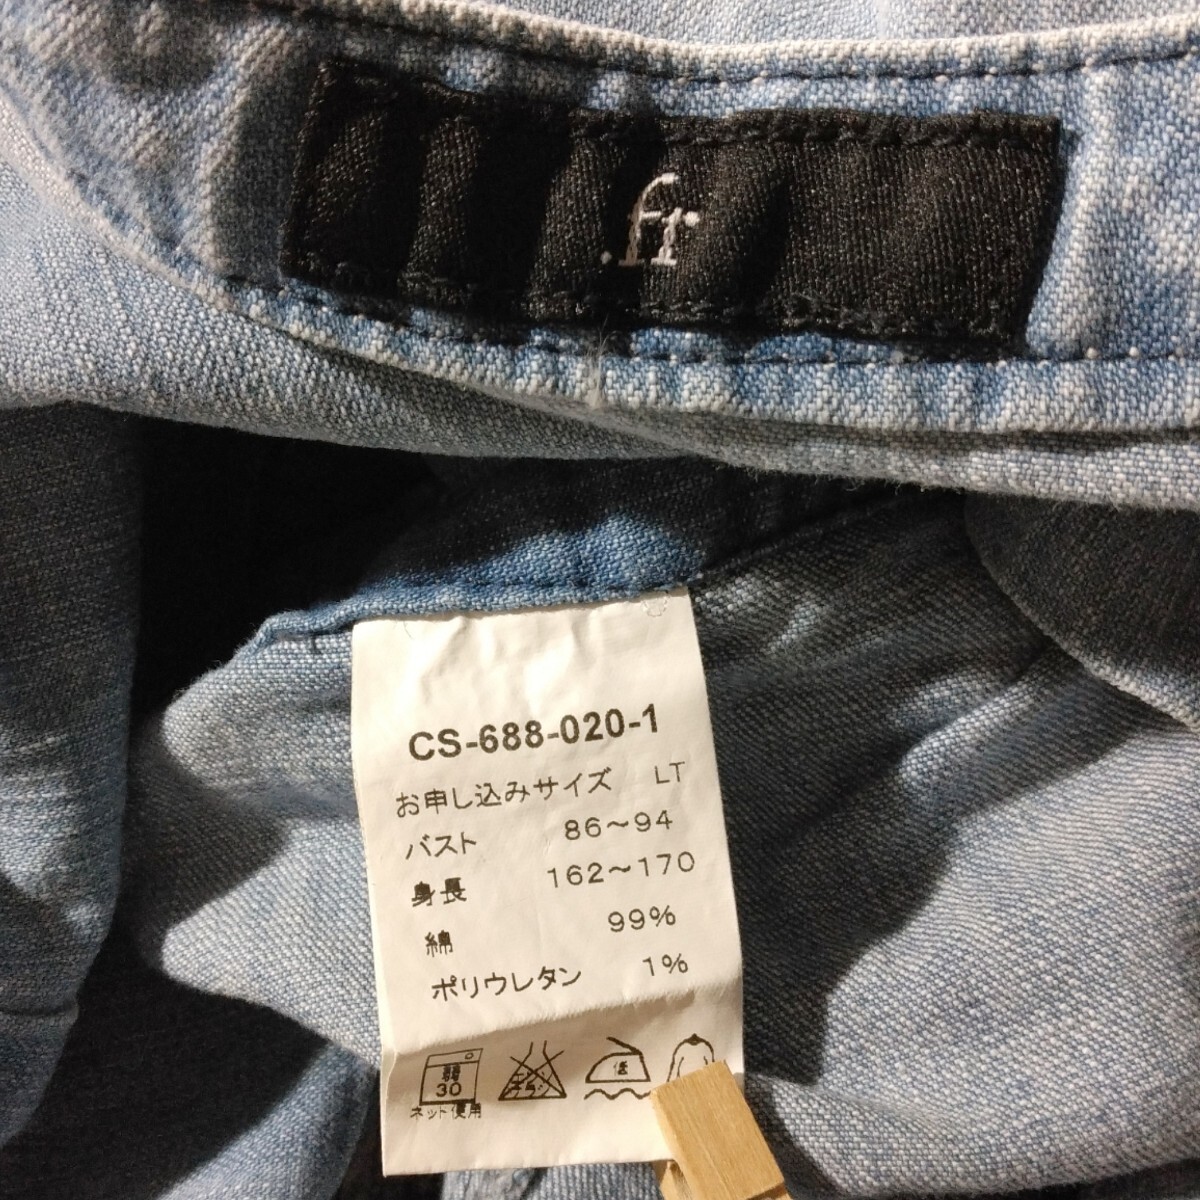 .fr
CS-688-020-1
お申し込みサイズ LT
バスト 86～94
身長 162～170
綿 99%
ポリウレタン 1%
弱
30
低
ネット使用